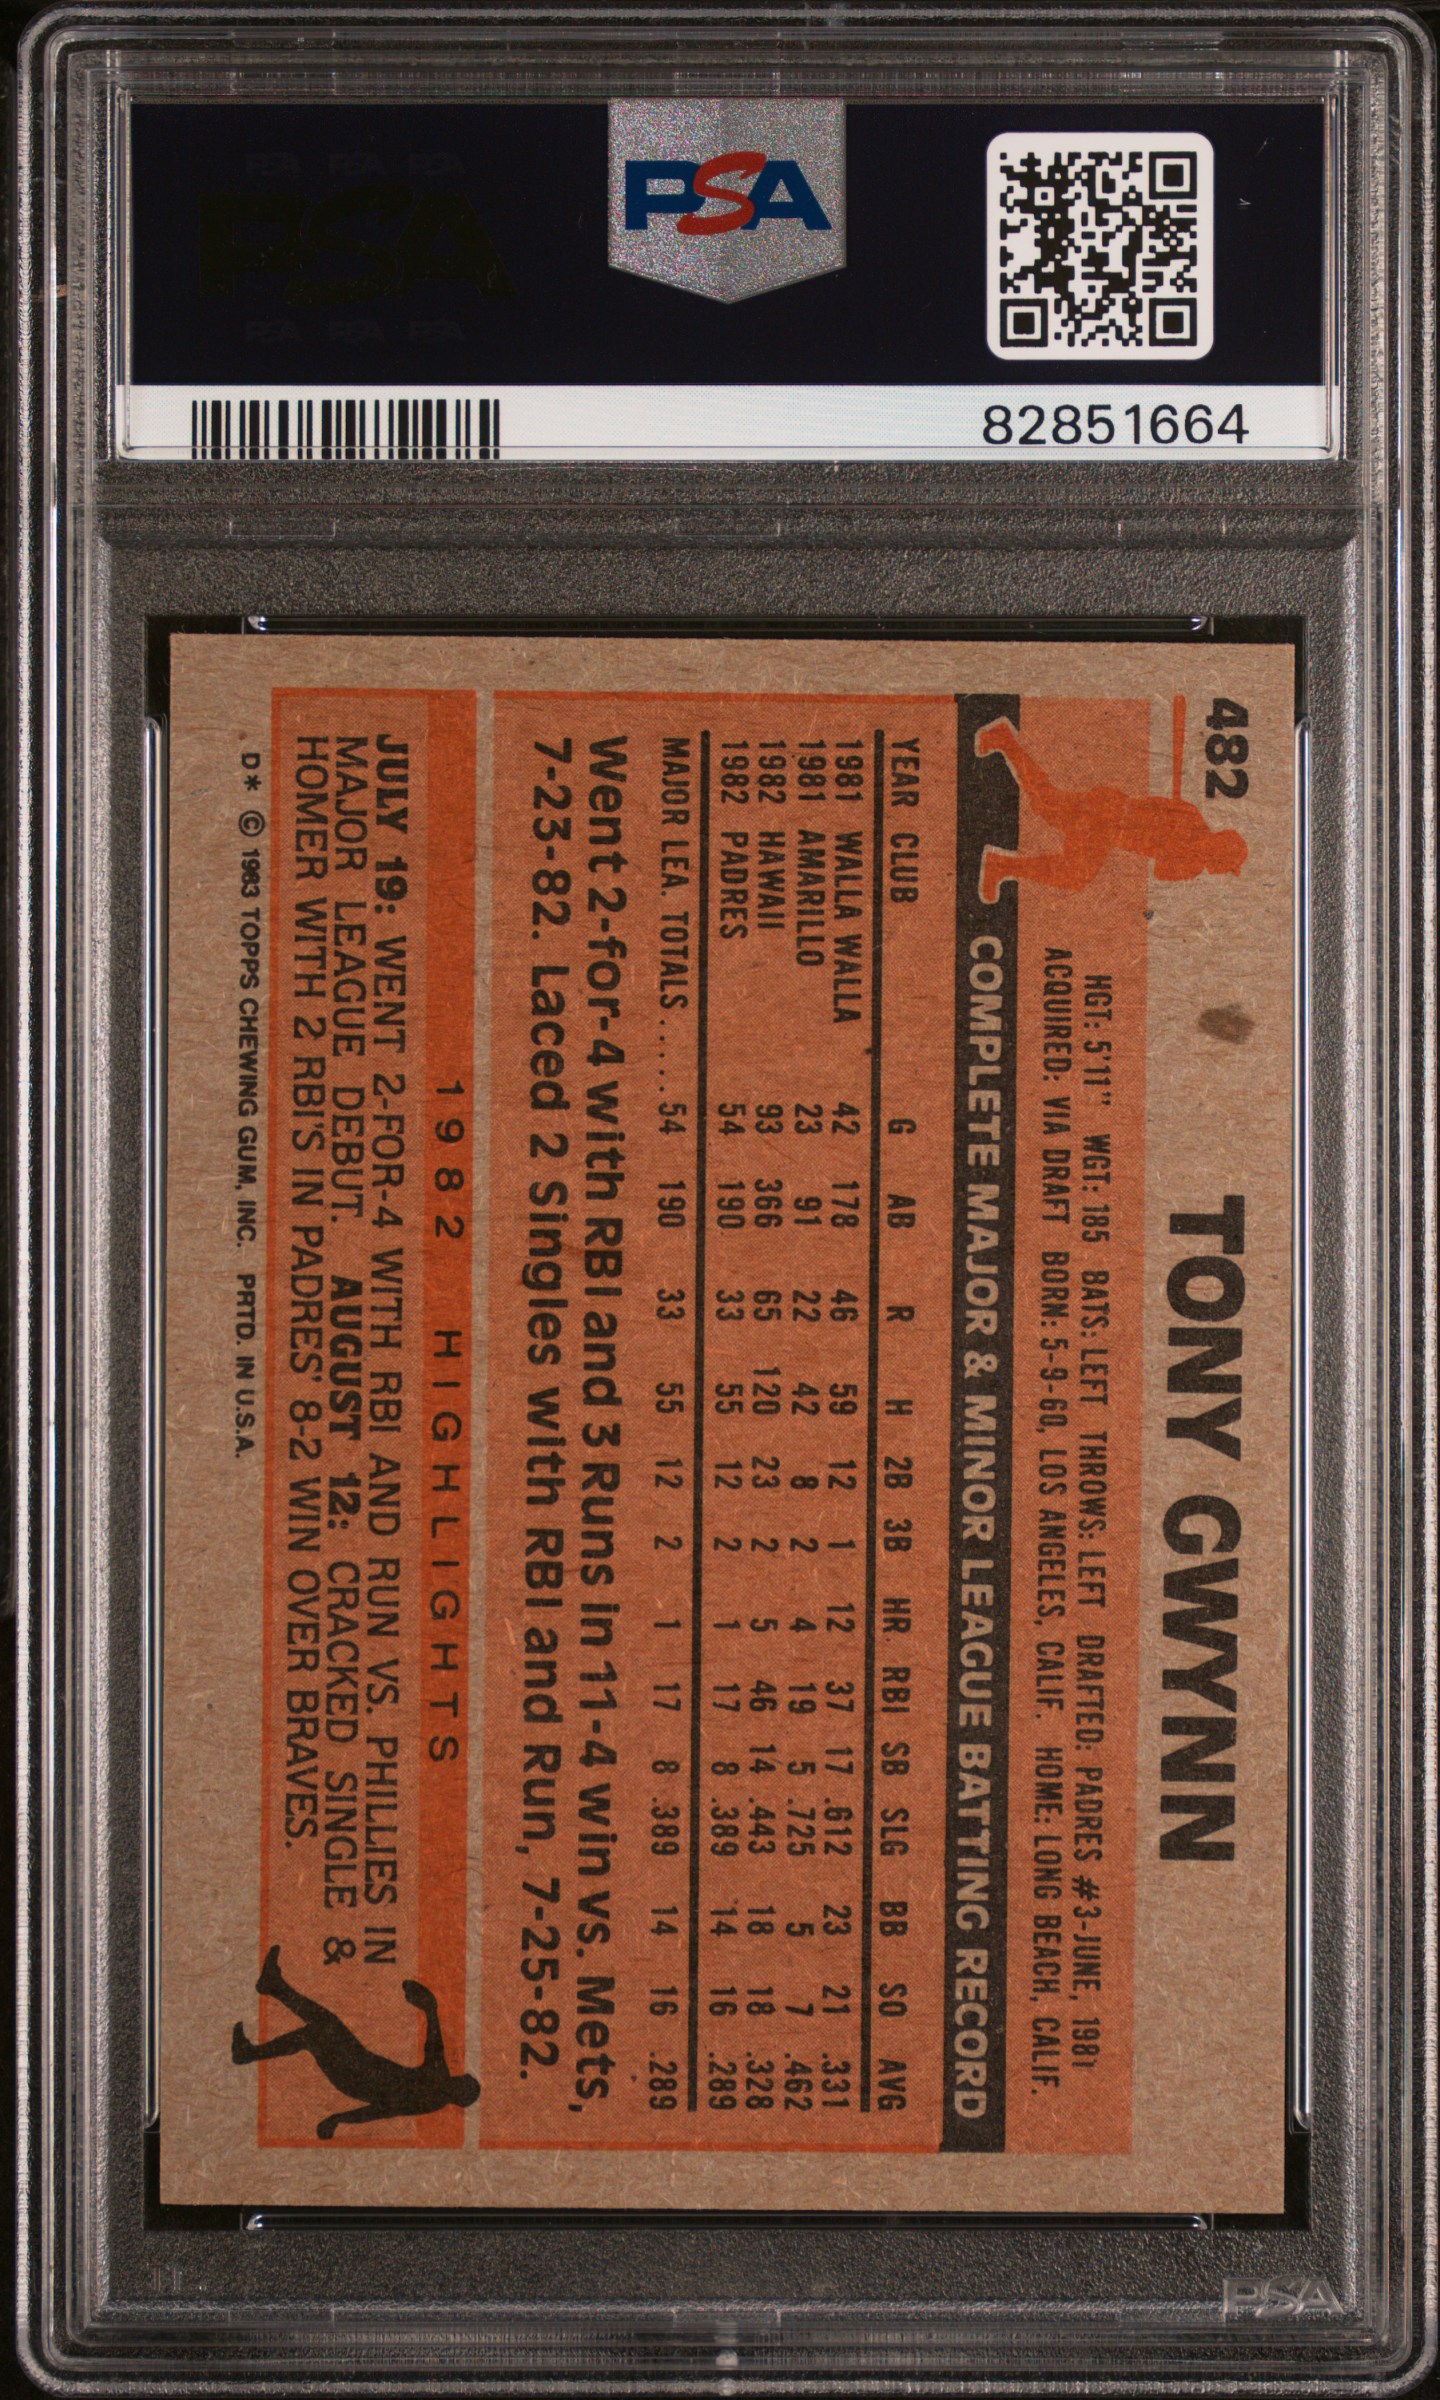 PSA
82851664
482
TONY GWYNN
HGT: 5'11" WGT: 185 BATS: LEFT THROWS: LEFT DRAFTED: PADRES #3-JUNE, 1981
ACQUIRED: VIA DRAFT BORN: 5-9-60, LOS ANGELES, CALIF. HOME: LONG BEACH, CALIF.
COMPLETE MAJOR & MINOR LEAGUE BATTING RECORD
YEAR CLUB G AB R H 2B 3B HR RBI SB SLG BB SO AVG
1981 WALLA WALLA 42 178 46 59 12 1 12 37 17 .612 23 21 .331
1981 AMARILLO 23 91 22 42 8 2 4 19 5 .725 5 7 .462
1982 HAWAII 93 366 65 120 23 2 5 46 14 .443 18 18 .328
1982 PADRES 54 190 33 55 12 2 1 17 8 .389 14 16 .289
MAJOR LEA. TOTALS ..... 54 190 33 55 12 2 1 17 8 .389 14 16 .289
Went 2-for-4 with RBI and 3 Runs in 11-4 win vs. Mets,
7-23-82. Laced 2 Singles with RBI and Run, 7-25-82.
1982 HIGHLIGHTS
JULY 19: WENT 2-FOR-4 WITH RBI AND RUN VS. PHILLIES IN
MAJOR LEAGUE DEBUT. AUGUST 12: CRACKED SINGLE &
HOMER WITH 2 RBI'S IN PADRES' 8-2 WIN OVER BRAVES.
D* © 1983 TOPPS CHEWING GUM, INC. PRTD. IN U.S.A.
PSA